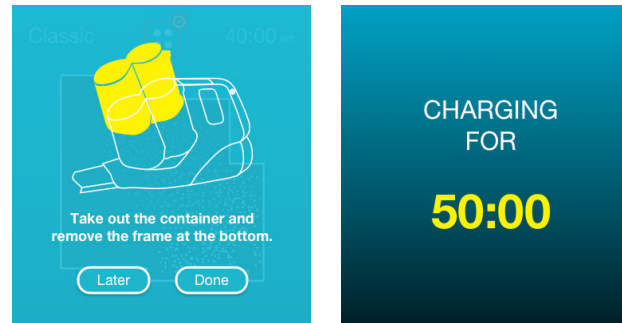 Classic
40:00 left
Take out the container and
remove the frame at the bottom.
Later
Done
CHARGING
FOR
50:00